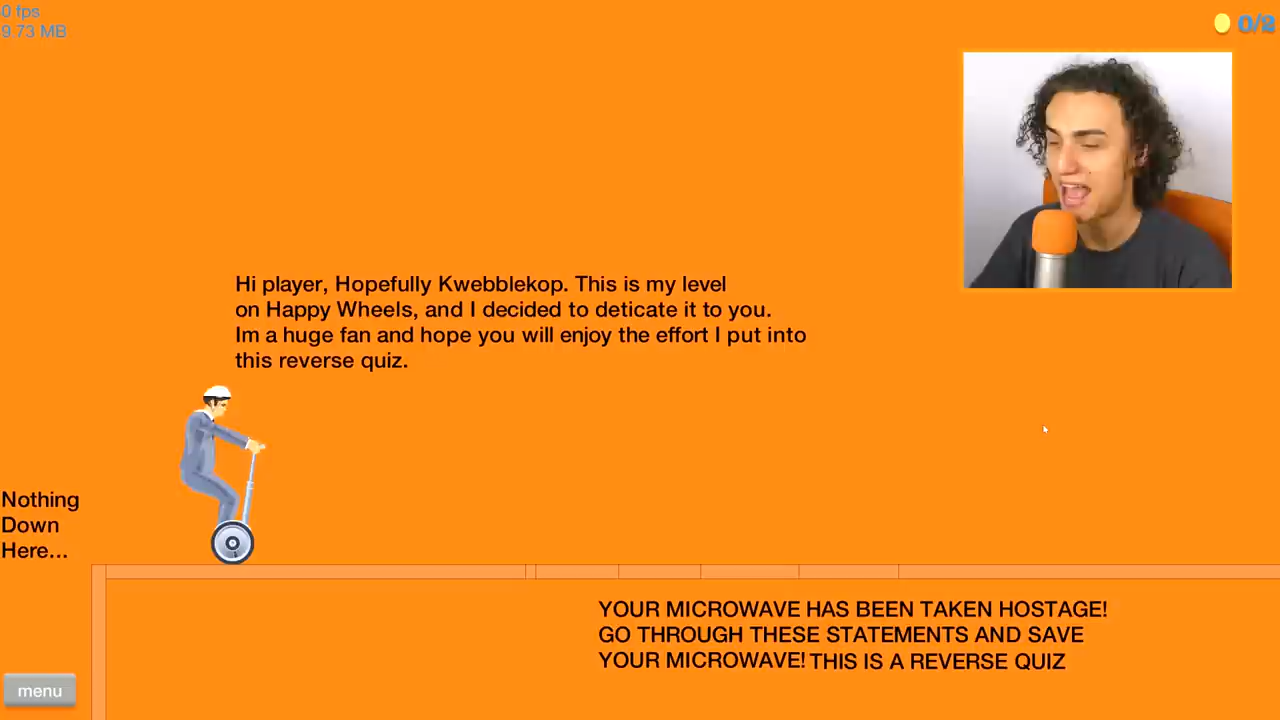 0 fps
9.73 MB
0/2
Hi player, Hopefully Kwebblekop. This is my level
on Happy Wheels, and I decided to deticate it to you.
Im a huge fan and hope you will enjoy the effort I put into
this reverse quiz.
Nothing
Down
Here...
YOUR MICROWAVE HAS BEEN TAKEN HOSTAGE!
GO THROUGH THESE STATEMENTS AND SAVE
YOUR MICROWAVE! THIS IS A REVERSE QUIZ
menu